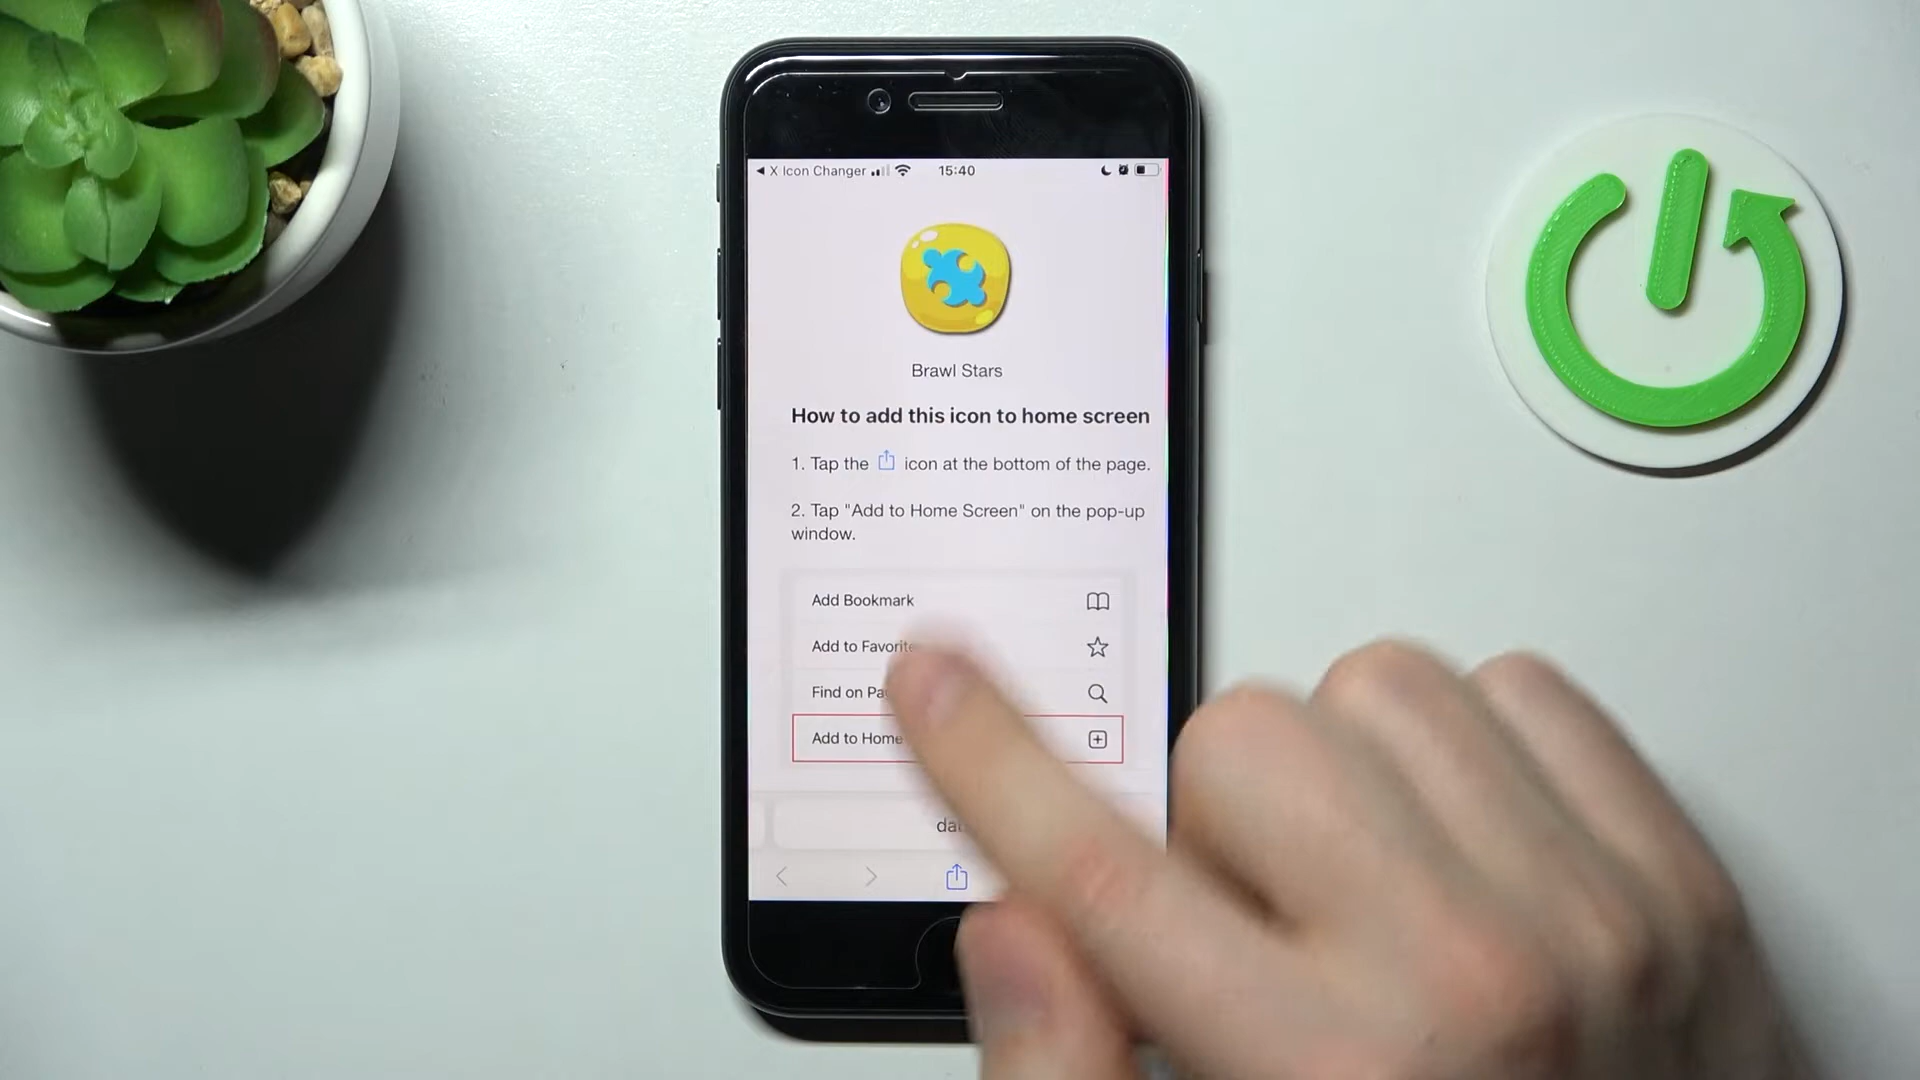 X Icon Changer
15:40
Brawl Stars
How to add this icon to home screen
1. Tap the icon at the bottom of the page.
2. Tap "Add to Home Screen" on the pop-up
window.
Add Bookmark
Add to
Find on
Add to Home